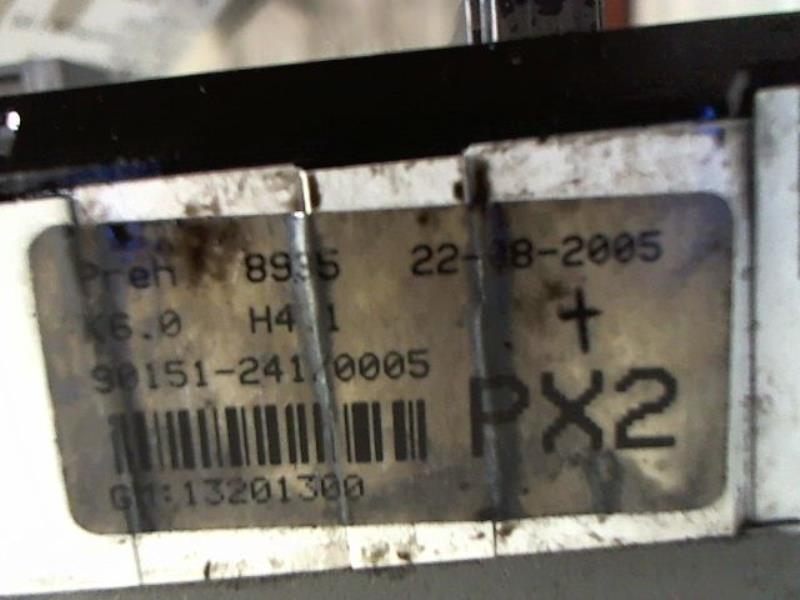 Preh 8935 22-08-2005
K6.0 H4.1
90151-241/0005
PX2
GM:13201300